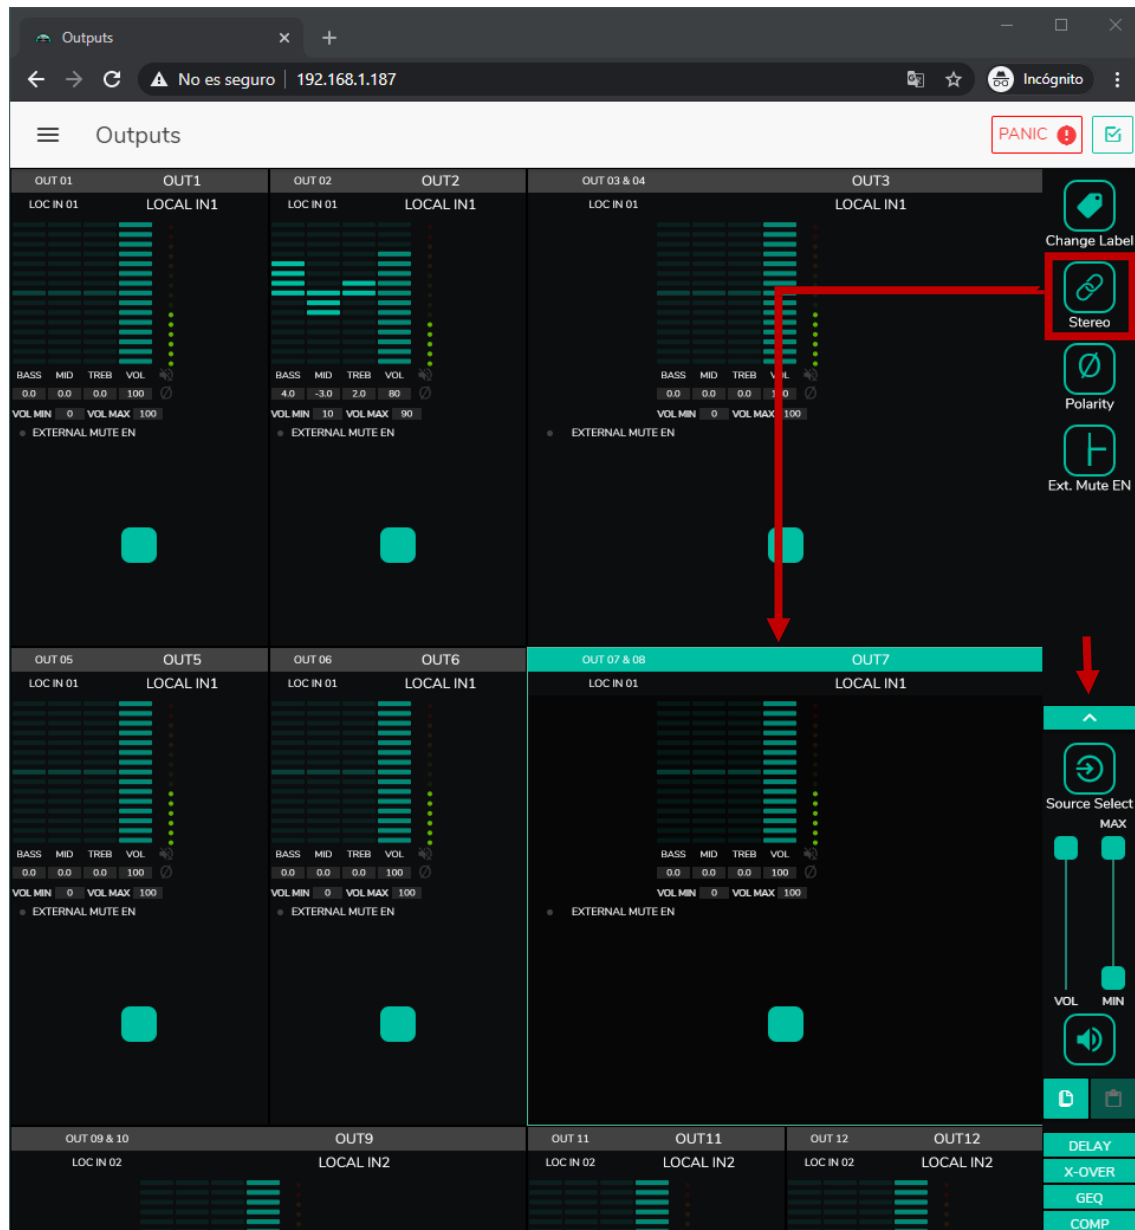 Outputs
No es seguro 192.168.1.187 Incógnito
Outputs PANIC
OUT 01 OUT1 OUT 02 OUT2 OUT 03 & 04 OUT3
LOC IN 01 LOCAL IN1 LOC IN 01 LOCAL IN1 LOC IN 01 LOCAL IN1
Change Label
Stereo
Polarity
Ext. Mute EN
BASS MID TREB VOL BASS MID TREB VOL BASS MID TREB VOL
0.0 0.0 0.0 100 4.0 -3.0 2.0 80 0.0 0.0 0.0 100
VOL MIN 0 VOL MAX 100 VOL MIN 10 VOL MAX 90 VOL MIN 0 VOL MAX 100
EXTERNAL MUTE EN EXTERNAL MUTE EN EXTERNAL MUTE EN
OUT 05 OUT5 OUT 06 OUT6 OUT 07 & 08 OUT7
LOC IN 01 LOCAL IN1 LOC IN 01 LOCAL IN1 LOC IN 01 LOCAL IN1
BASS MID TREB VOL BASS MID TREB VOL BASS MID TREB VOL
0.0 0.0 0.0 100 0.0 0.0 0.0 100 0.0 0.0 0.0 100
VOL MIN 0 VOL MAX 100 VOL MIN 0 VOL MAX 100 VOL MIN 0 VOL MAX 100
EXTERNAL MUTE EN EXTERNAL MUTE EN EXTERNAL MUTE EN
Source Select
MAX
VOL MIN
OUT 09 & 10 OUT9 OUT 11 OUT11 OUT 12 OUT12
LOC IN 02 LOCAL IN2 LOC IN 02 LOCAL IN2 LOC IN 02 LOCAL IN2
DELAY
X-OVER
GEQ
COMP